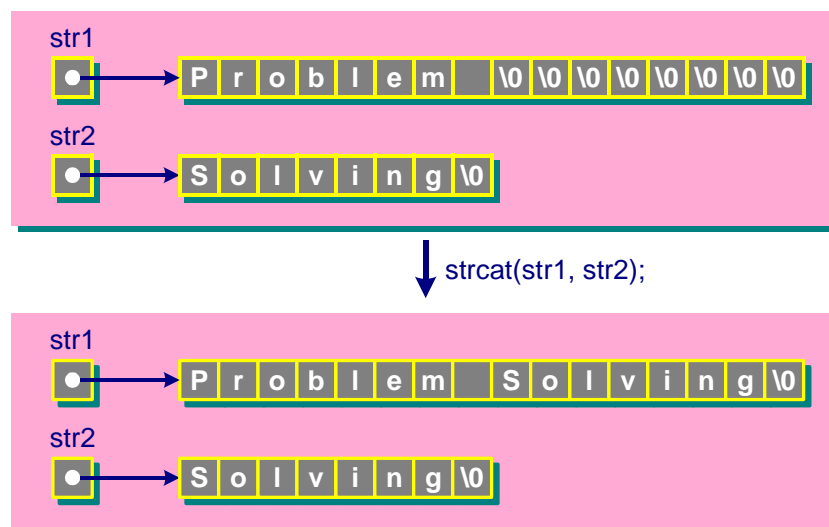 str1
P r o b l e m \0 \0 \0 \0 \0 \0 \0 \0
str2
S o l v i n g \0
strcat(str1, str2);
str1
P r o b l e m S o l v i n g \0
str2
S o l v i n g \0